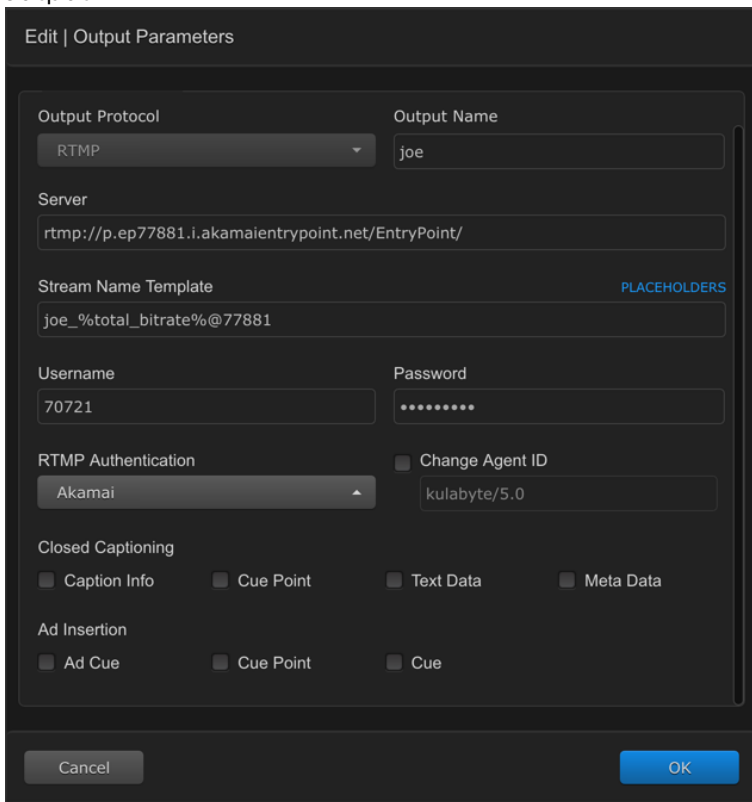 Edit | Output Parameters
Output Protocol Output Name
RTMP joe
Server
rtmp://p.ep77881.i.akamaientrypoint.net/EntryPoint/
Stream Name Template PLACEHOLDERS
joe_%total_bitrate%@77881
Username Password
70721 •••••••••
RTMP Authentication Change Agent ID
Akamai kulabyte/5.0
Closed Captioning
Caption Info Cue Point Text Data Meta Data
Ad Insertion
Ad Cue Cue Point Cue
Cancel OK